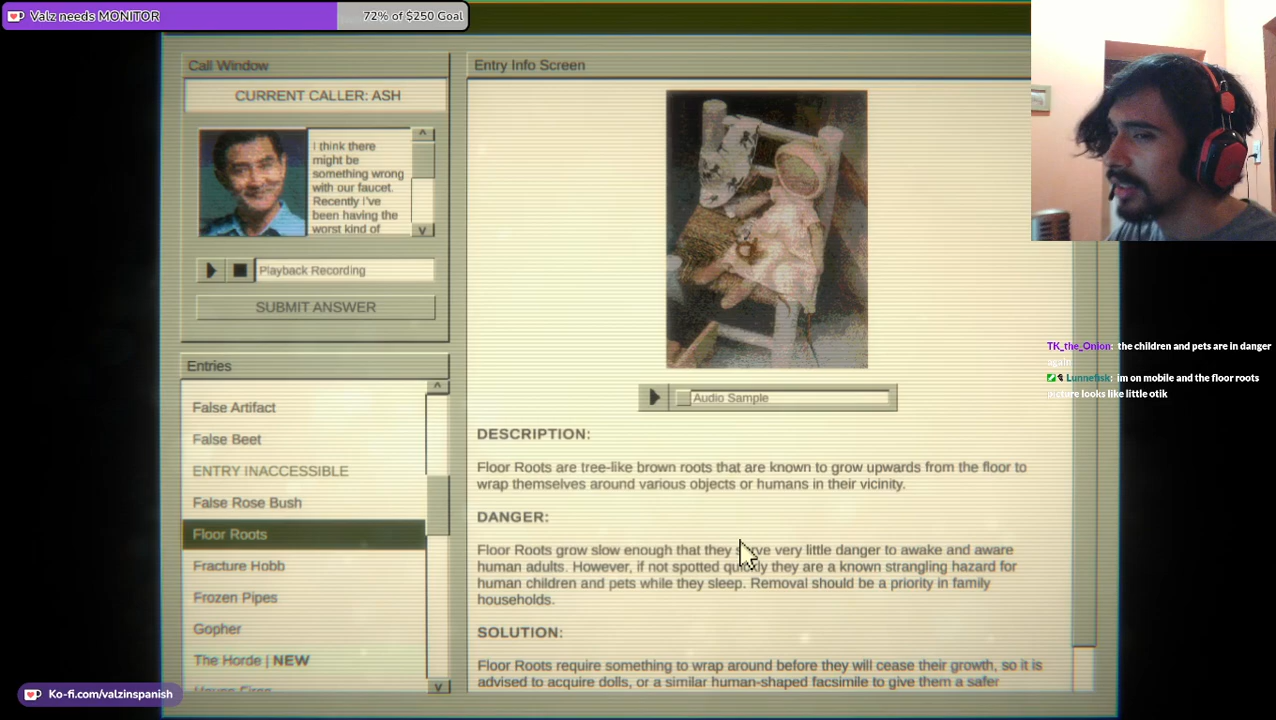 Valz needs MONITOR
72% of $250 Goal
Call Window
CURRENT CALLER: ASH
I think there
might be
something wrong
with our faucet.
Recently I've
been having the
worst kind of
Playback Recording
SUBMIT ANSWER
Entries
False Artifact
False Beet
ENTRY INACCESSIBLE
False Rose Bush
Floor Roots
Fracture Hobb
Frozen Pipes
Gopher
The Horde | NEW
House Fires
Entry Info Screen
Audio Sample
DESCRIPTION:
Floor Roots are tree-like brown roots that are known to grow upwards from the floor to
wrap themselves around various objects or humans in their vicinity.
DANGER:
Floor Roots grow slow enough that they serve very little danger to awake and aware
human adults. However, if not spotted quickly they are a known strangling hazard for
human children and pets while they sleep. Removal should be a priority in family
households.
SOLUTION:
Floor Roots require something to wrap around before they will cease their growth, so it is
advised to acquire dolls, or a similar human-shaped facsimile to give them a safer
TK_the_Onion: the children and pets are in danger
again
Lunnefisk: im on mobile and the floor roots
picture looks like little otik
Ko-fi.com/valzinspanish